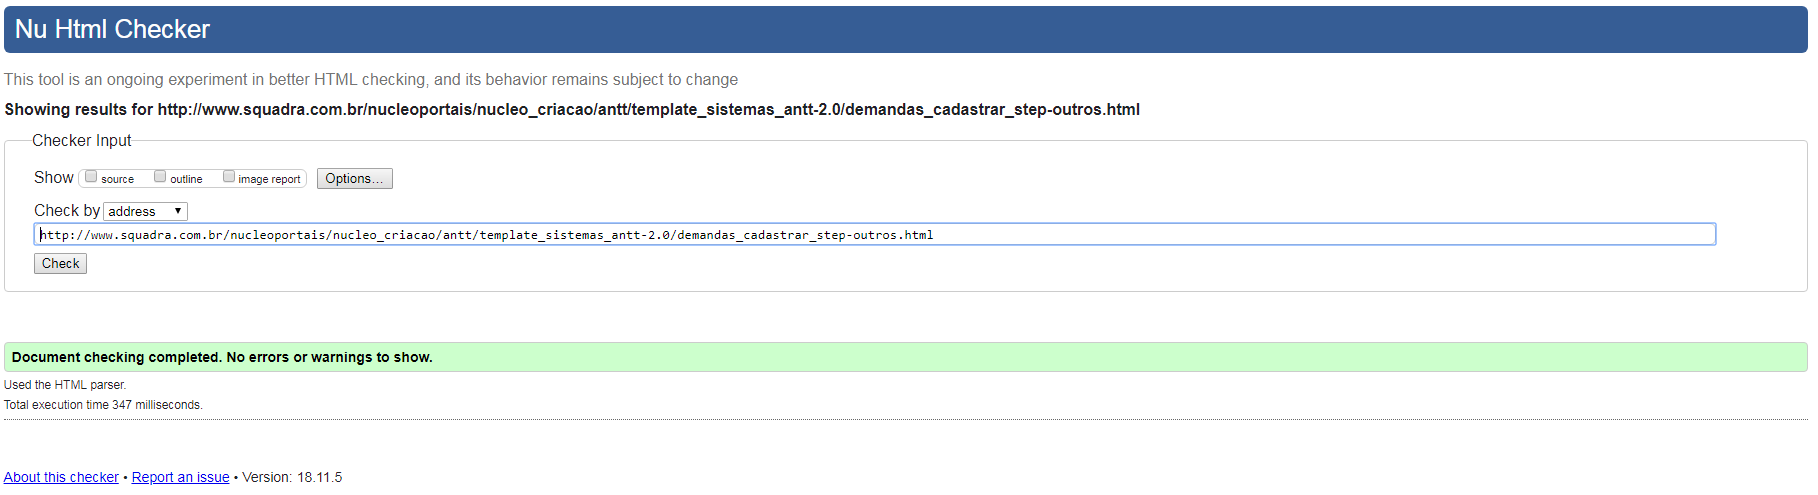 Nu Html Checker
This tool is an ongoing experiment in better HTML checking, and its behavior remains subject to change
Showing results for http://www.squadra.com.br/nucleoportais/nucleo_criacao/antt/template_sistemas_antt-2.0/demandas_cadastrar_step-outros.html
Checker Input
Show source outline image report Options...
Check by address
http://www.squadra.com.br/nucleoportais/nucleo_criacao/antt/template_sistemas_antt-2.0/demandas_cadastrar_step-outros.html
Check
Document checking completed. No errors or warnings to show.
Used the HTML parser.
Total execution time 347 milliseconds.
About this checker • Report an issue • Version: 18.11.5